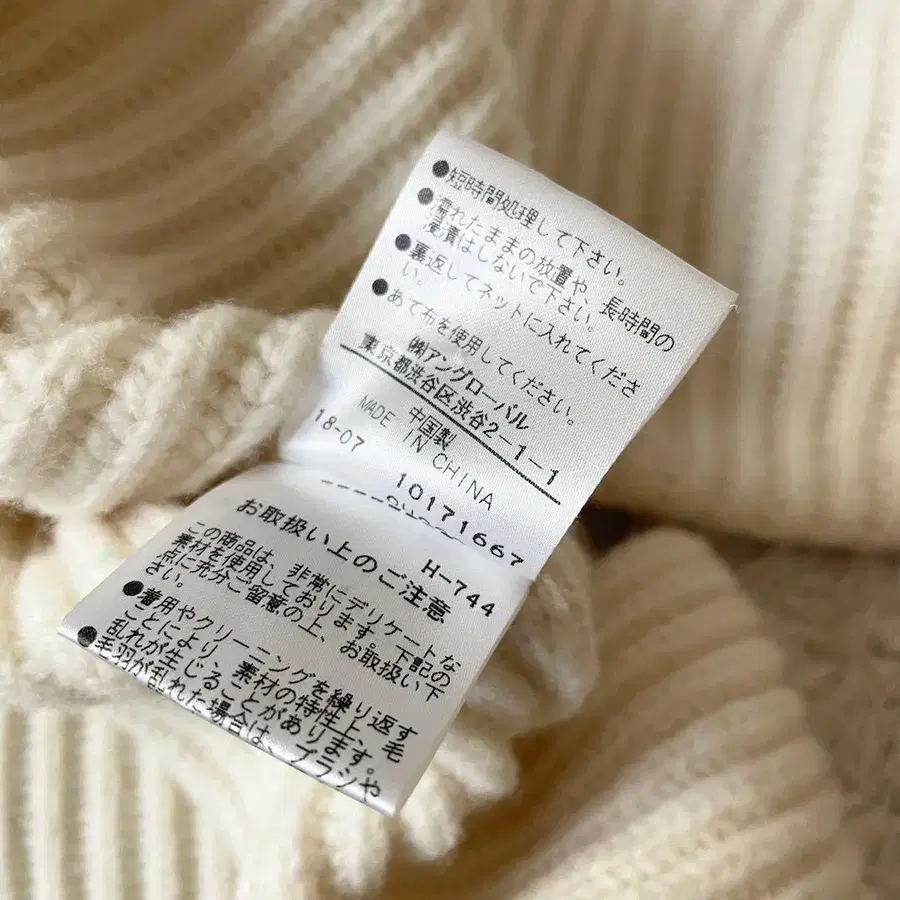 ●短時間処理して下さい。
●濡れたままの放置や、長時間の
浸漬はしないで下さい。
●裏返してネットに入れてくださ
い。
●あて布を使用してください。
㈱アングローバル
東京都渋谷区渋谷2-1-1
中国製
MADE IN CHINA
18-07
10171667
H-744
お取扱い上のご注意
この商品は、非常にデリケートな
素材を使用しております。下記の
点に充分ご留意の上、お取扱い下
さい。
●着用やクリーニングを繰り返す
ことにより、素材の特性上、毛
乱れが生じることがあります。
●毛羽が乱れた場合は、ブラシや